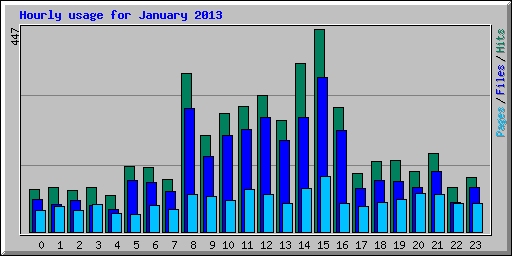 Hourly usage for January 2013
447
Pages / Files / Hits
0 1 2 3 4 5 6 7 8 9 10 11 12 13 14 15 16 17 18 19 20 21 22 23